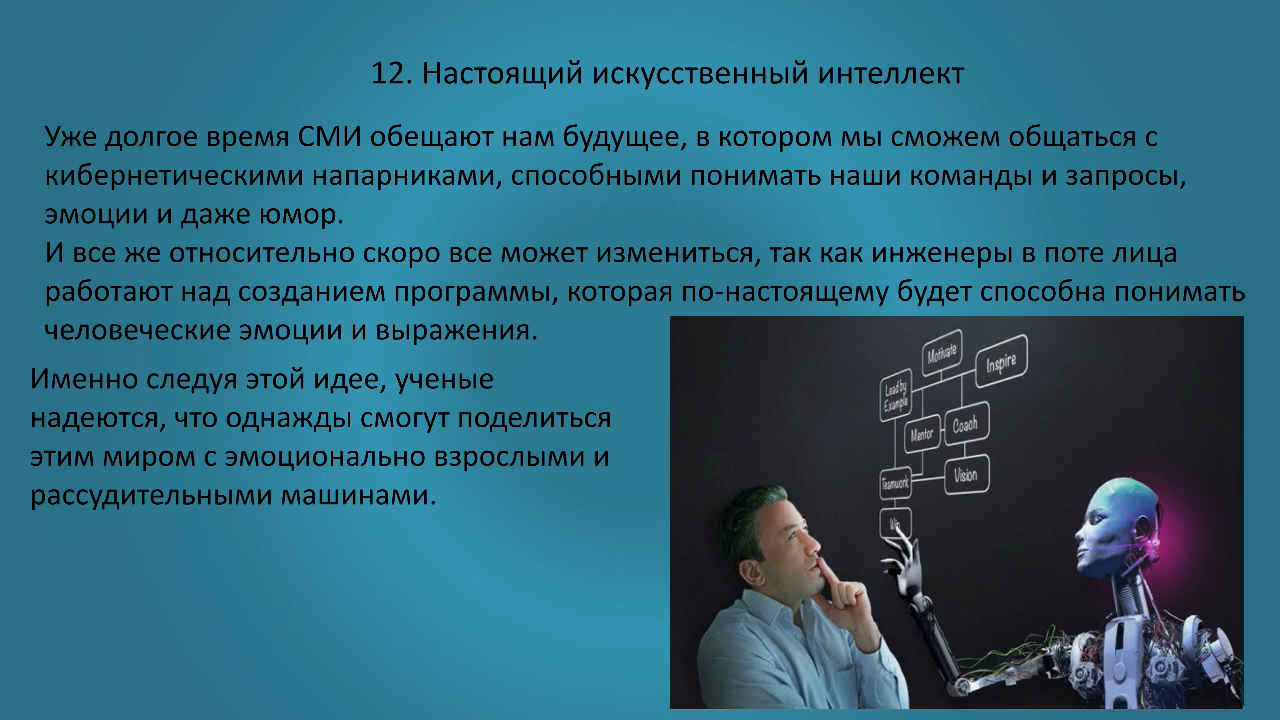 12. Настоящий искусственный интеллект
Уже долгое время СМИ обещают нам будущее, в котором мы сможем общаться с
кибернетическими напарниками, способными понимать наши команды и запросы,
эмоции и даже юмор.
И все же относительно скоро все может измениться, так как инженеры в поте лица
работают над созданием программы, которая по-настоящему будет способна понимать
человеческие эмоции и выражения.
Именно следуя этой идее, ученые
надеются, что однажды смогут поделиться
этим миром с эмоционально взрослыми и
рассудительными машинами.
Motivate
Inspire
Lead by
Example
Mentor
Coach
Teamwork
Vision
Win